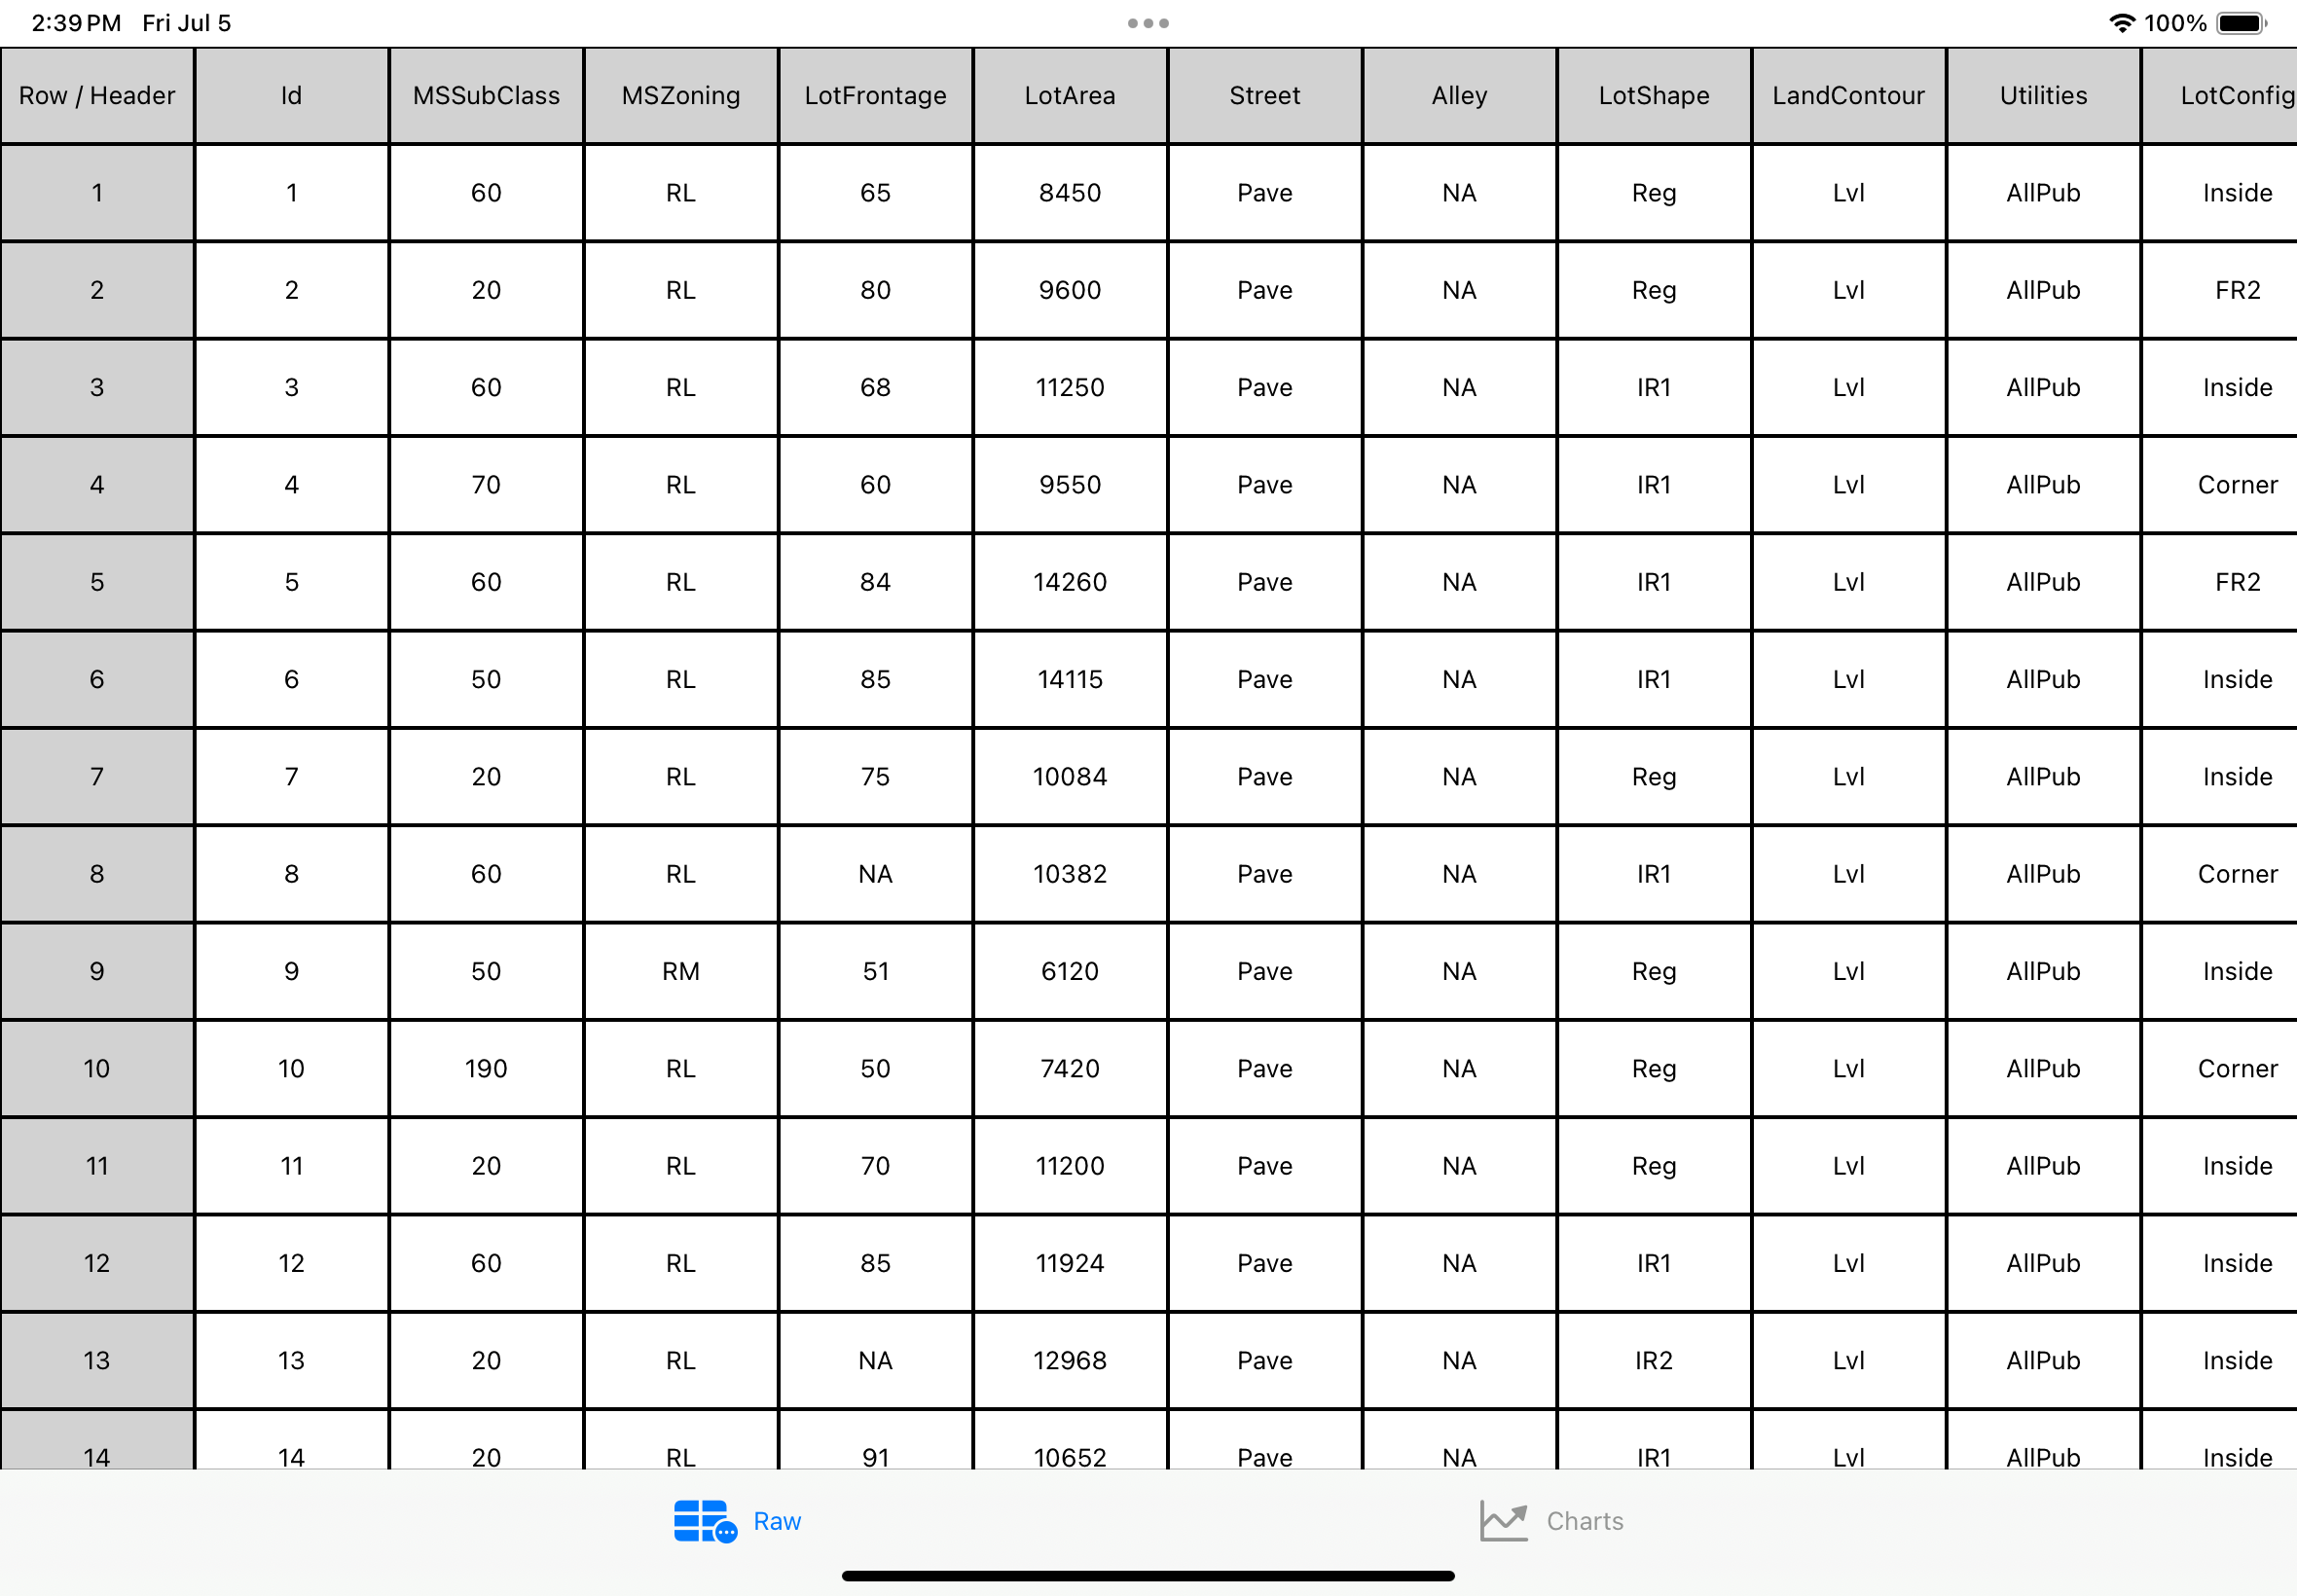 2:39 PM Fri Jul 5 100%
Row / Header Id MSSubClass MSZoning LotFrontage LotArea Street Alley LotShape LandContour Utilities LotConfig
1 1 60 RL 65 8450 Pave NA Reg Lvl AllPub Inside
2 2 20 RL 80 9600 Pave NA Reg Lvl AllPub FR2
3 3 60 RL 68 11250 Pave NA IR1 Lvl AllPub Inside
4 4 70 RL 60 9550 Pave NA IR1 Lvl AllPub Corner
5 5 60 RL 84 14260 Pave NA IR1 Lvl AllPub FR2
6 6 50 RL 85 14115 Pave NA IR1 Lvl AllPub Inside
7 7 20 RL 75 10084 Pave NA Reg Lvl AllPub Inside
8 8 60 RL NA 10382 Pave NA IR1 Lvl AllPub Corner
9 9 50 RM 51 6120 Pave NA Reg Lvl AllPub Inside
10 10 190 RL 50 7420 Pave NA Reg Lvl AllPub Corner
11 11 20 RL 70 11200 Pave NA Reg Lvl AllPub Inside
12 12 60 RL 85 11924 Pave NA IR1 Lvl AllPub Inside
13 13 20 RL NA 12968 Pave NA IR2 Lvl AllPub Inside
14 14 20 RL 91 10652 Pave NA IR1 Lvl AllPub Inside
Raw Charts